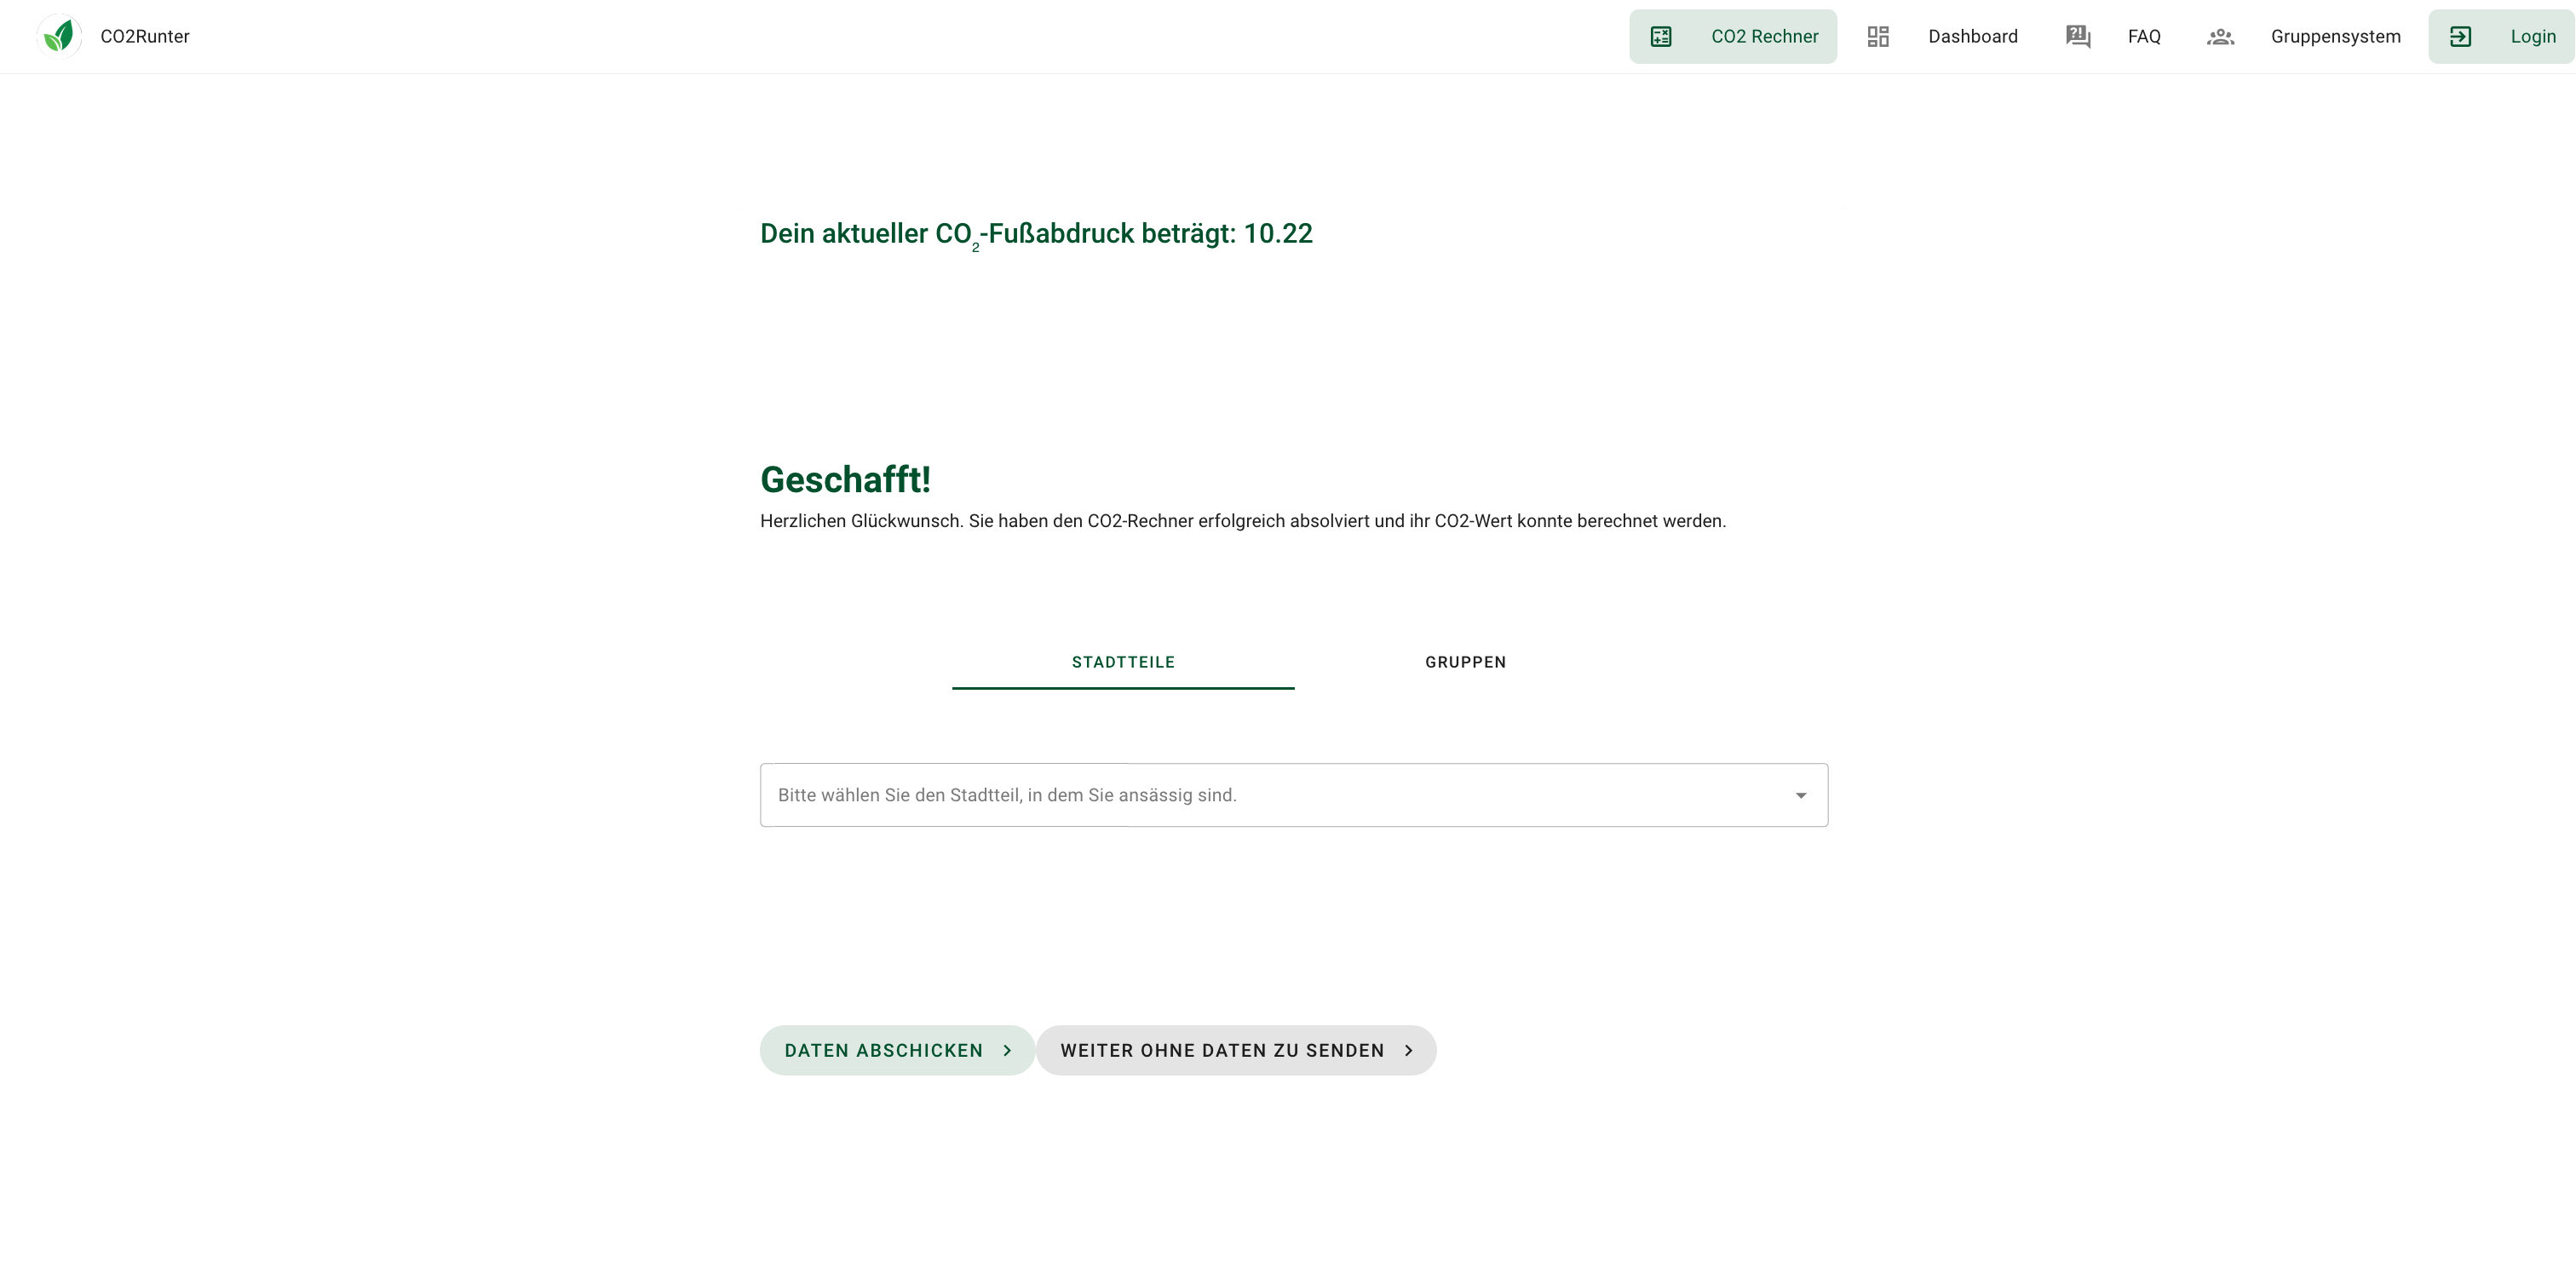 CO2Runter
CO2 Rechner
Dashboard
FAQ
Gruppensystem
Login
Dein aktueller CO₂-Fußabdruck beträgt: 10.22
Geschafft!
Herzlichen Glückwunsch. Sie haben den CO2-Rechner erfolgreich absolviert und ihr CO2-Wert konnte berechnet werden.
STADTTEILE
GRUPPEN
Bitte wählen Sie den Stadtteil, in dem Sie ansässig sind.
DATEN ABSCHICKEN
WEITER OHNE DATEN ZU SENDEN